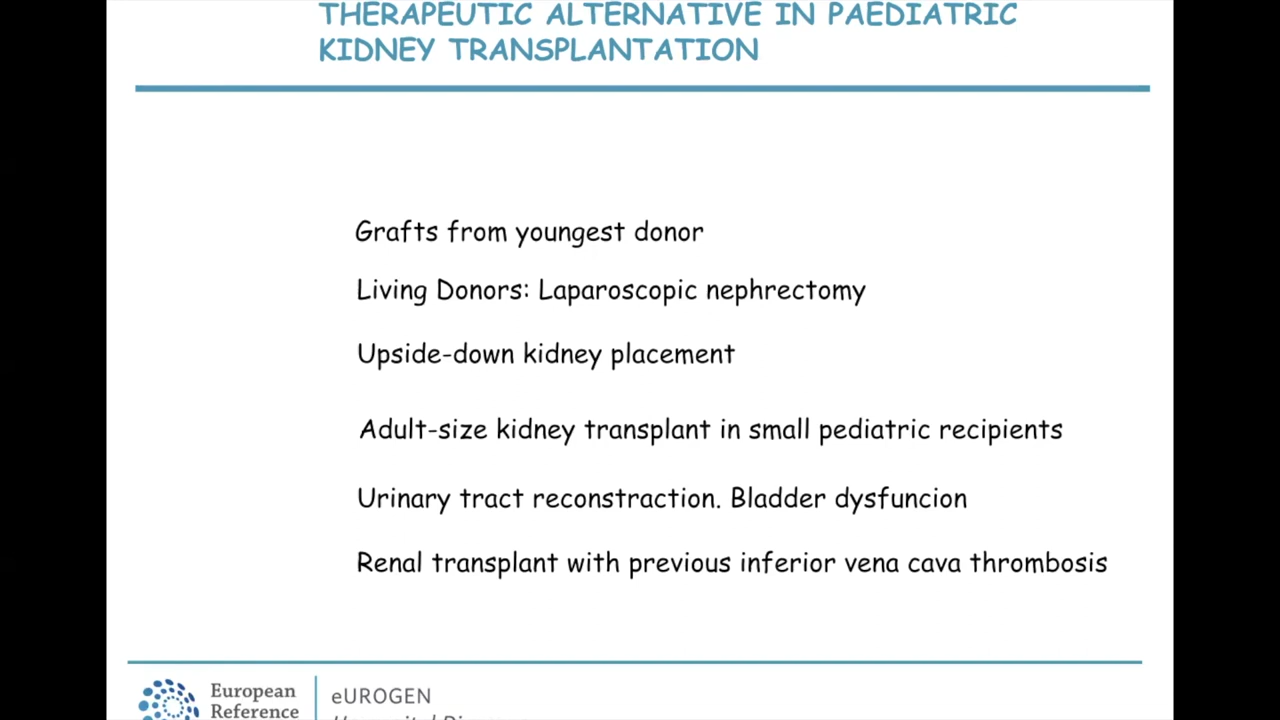 THERAPEUTIC ALTERNATIVE IN PAEDIATRIC
KIDNEY TRANSPLANTATION
Grafts from youngest donor
Living Donors: Laparoscopic nephrectomy
Upside-down kidney placement
Adult-size kidney transplant in small pediatric recipients
Urinary tract reconstraction. Bladder dysfuncion
Renal transplant with previous inferior vena cava thrombosis
European
Reference
eUROGEN